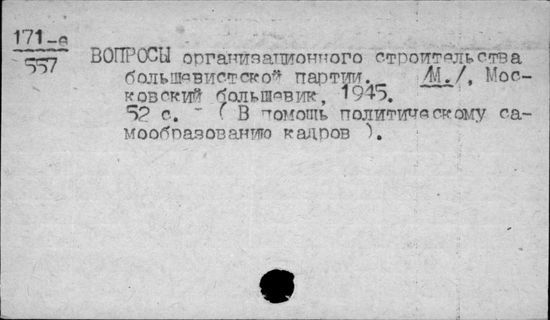 171-е
557
ВОПРОСЫ организационного строительства
большевистской партии. /М./, Мос-
ковский большевик, 1945.
52 с. - ( В помощь политическому са-
мообразованию кадров ).